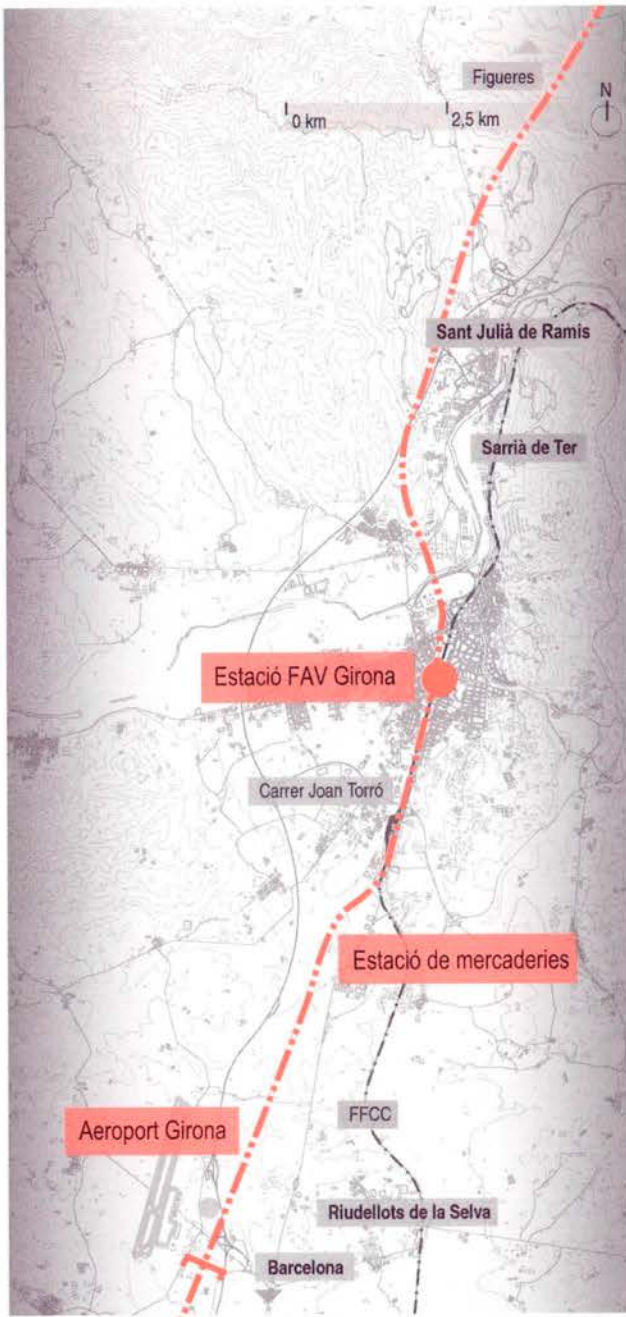 Figueres
N
0 km
2,5 km
Sant Julià de Ramis
Sarrià de Ter
Estació FAV Girona
Carrer Joan Torró
Estació de mercaderies
FFCC
Aeroport Girona
Riudellots de la Selva
Barcelona